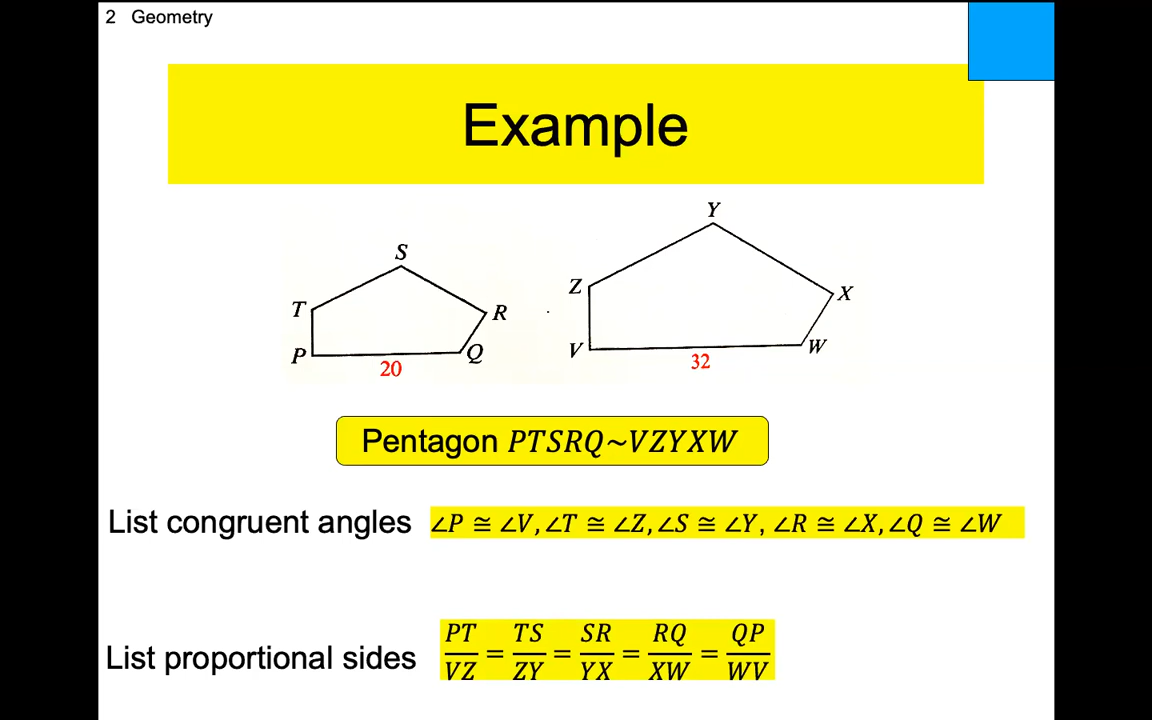 2 Geometry
Example
Y
S
Z
X
T
R
P
Q
V
W
20
32
Pentagon PTSRQ~VZYXW
List congruent angles ∠P ≅ ∠V, ∠T ≅ ∠Z, ∠S ≅ ∠Y, ∠R ≅ ∠X, ∠Q ≅ ∠W
List proportional sides PT/VZ = TS/ZY = SR/YX = RQ/XW = QP/WV